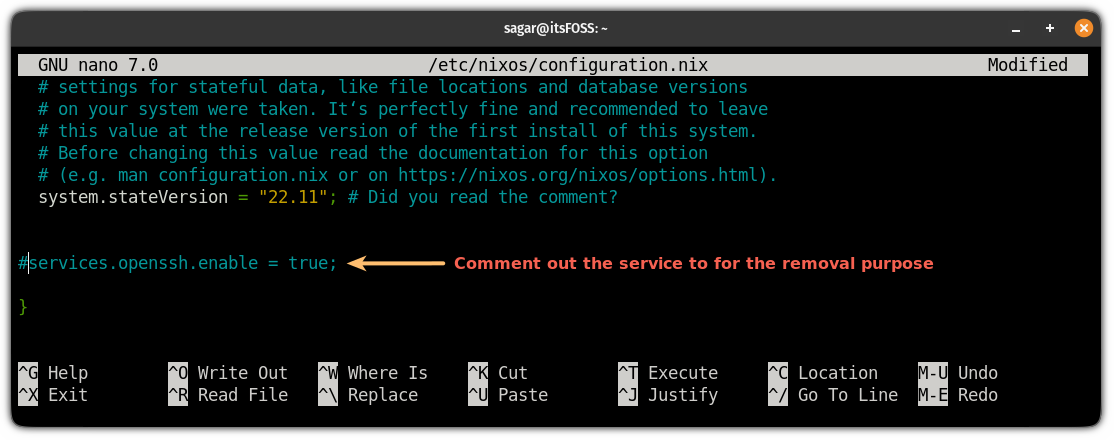 sagar@itsFOSS: ~
GNU nano 7.0 /etc/nixos/configuration.nix Modified
# settings for stateful data, like file locations and database versions
# on your system were taken. It‘s perfectly fine and recommended to leave
# this value at the release version of the first install of this system.
# Before changing this value read the documentation for this option
# (e.g. man configuration.nix or on https://nixos.org/nixos/options.html).
system.stateVersion = "22.11"; # Did you read the comment?
#services.openssh.enable = true; Comment out the service to for the removal purpose
}
^G Help ^O Write Out ^W Where Is ^K Cut ^T Execute ^C Location M-U Undo
^X Exit ^R Read File ^\ Replace ^U Paste ^J Justify ^/ Go To Line M-E Redo